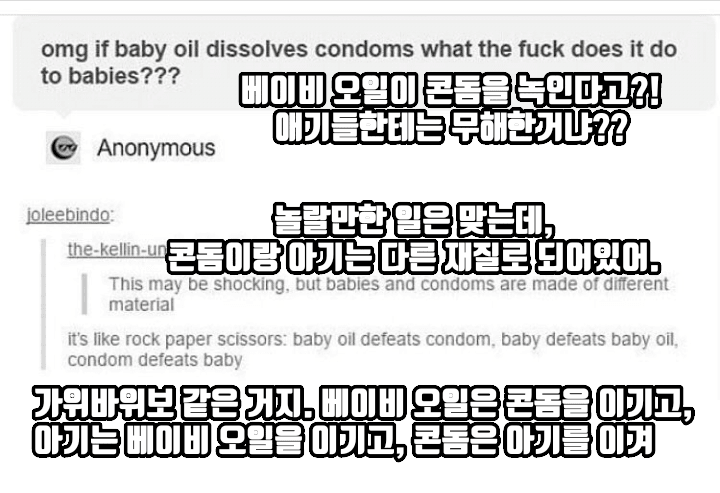 omg if baby oil dissolves condoms what the fuck does it do
to babies???
베이비 오일이 콘돔을 녹인다고?!
애기들한테는 무해한거냐??
Anonymous
joleebindo:
놀랄만한 일은 맞는데,
the-kellin-un
콘돔이랑 아기는 다른 재질로 되어있어.
This may be shocking, but babies and condoms are made of different
material
it's like rock paper scissors: baby oil defeats condom, baby defeats baby oil,
condom defeats baby
가위바위보 같은 거지. 베이비 오일은 콘돔을 이기고,
아기는 베이비 오일을 이기고, 콘돔은 아기를 이겨